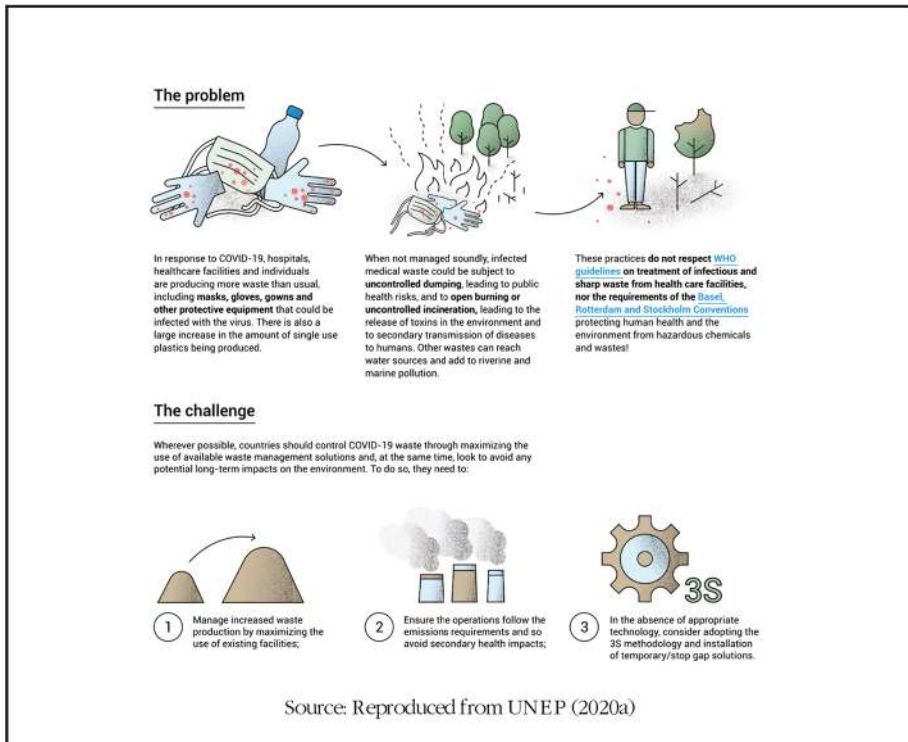 The problem
In response to COVID-19, hospitals,
healthcare facilities and individuals
are producing more waste than usual,
including masks, gloves, gowns and
other protective equipment that could be
infected with the virus. There is also a
large increase in the amount of single use
plastics being produced.
When not managed soundly, infected
medical waste could be subject to
uncontrolled dumping, leading to public
health risks, and to open burning or
uncontrolled incineration, leading to the
release of toxins in the environment and
to secondary transmission of diseases
to humans. Other wastes can reach
water sources and add to riverine and
marine pollution.
These practices do not respect WHO
guidelines on treatment of infectious and
sharp waste from health care facilities,
nor the requirements of the Basel,
Rotterdam and Stockholm Conventions
protecting human health and the
environment from hazardous chemicals
and wastes!
The challenge
Wherever possible, countries should control COVID-19 waste through maximizing the
use of available waste management solutions and, at the same time, look to avoid any
potential long-term impacts on the environment. To do so, they need to:
1
Manage increased waste
production by maximizing the
use of existing facilities;
2
Ensure the operations follow the
emissions requirements and so
avoid secondary health impacts;
3S
3
In the absence of appropriate
technology, consider adopting the
3S methodology and installation
of temporary/stop gap solutions.
Source: Reproduced from UNEP (2020a)